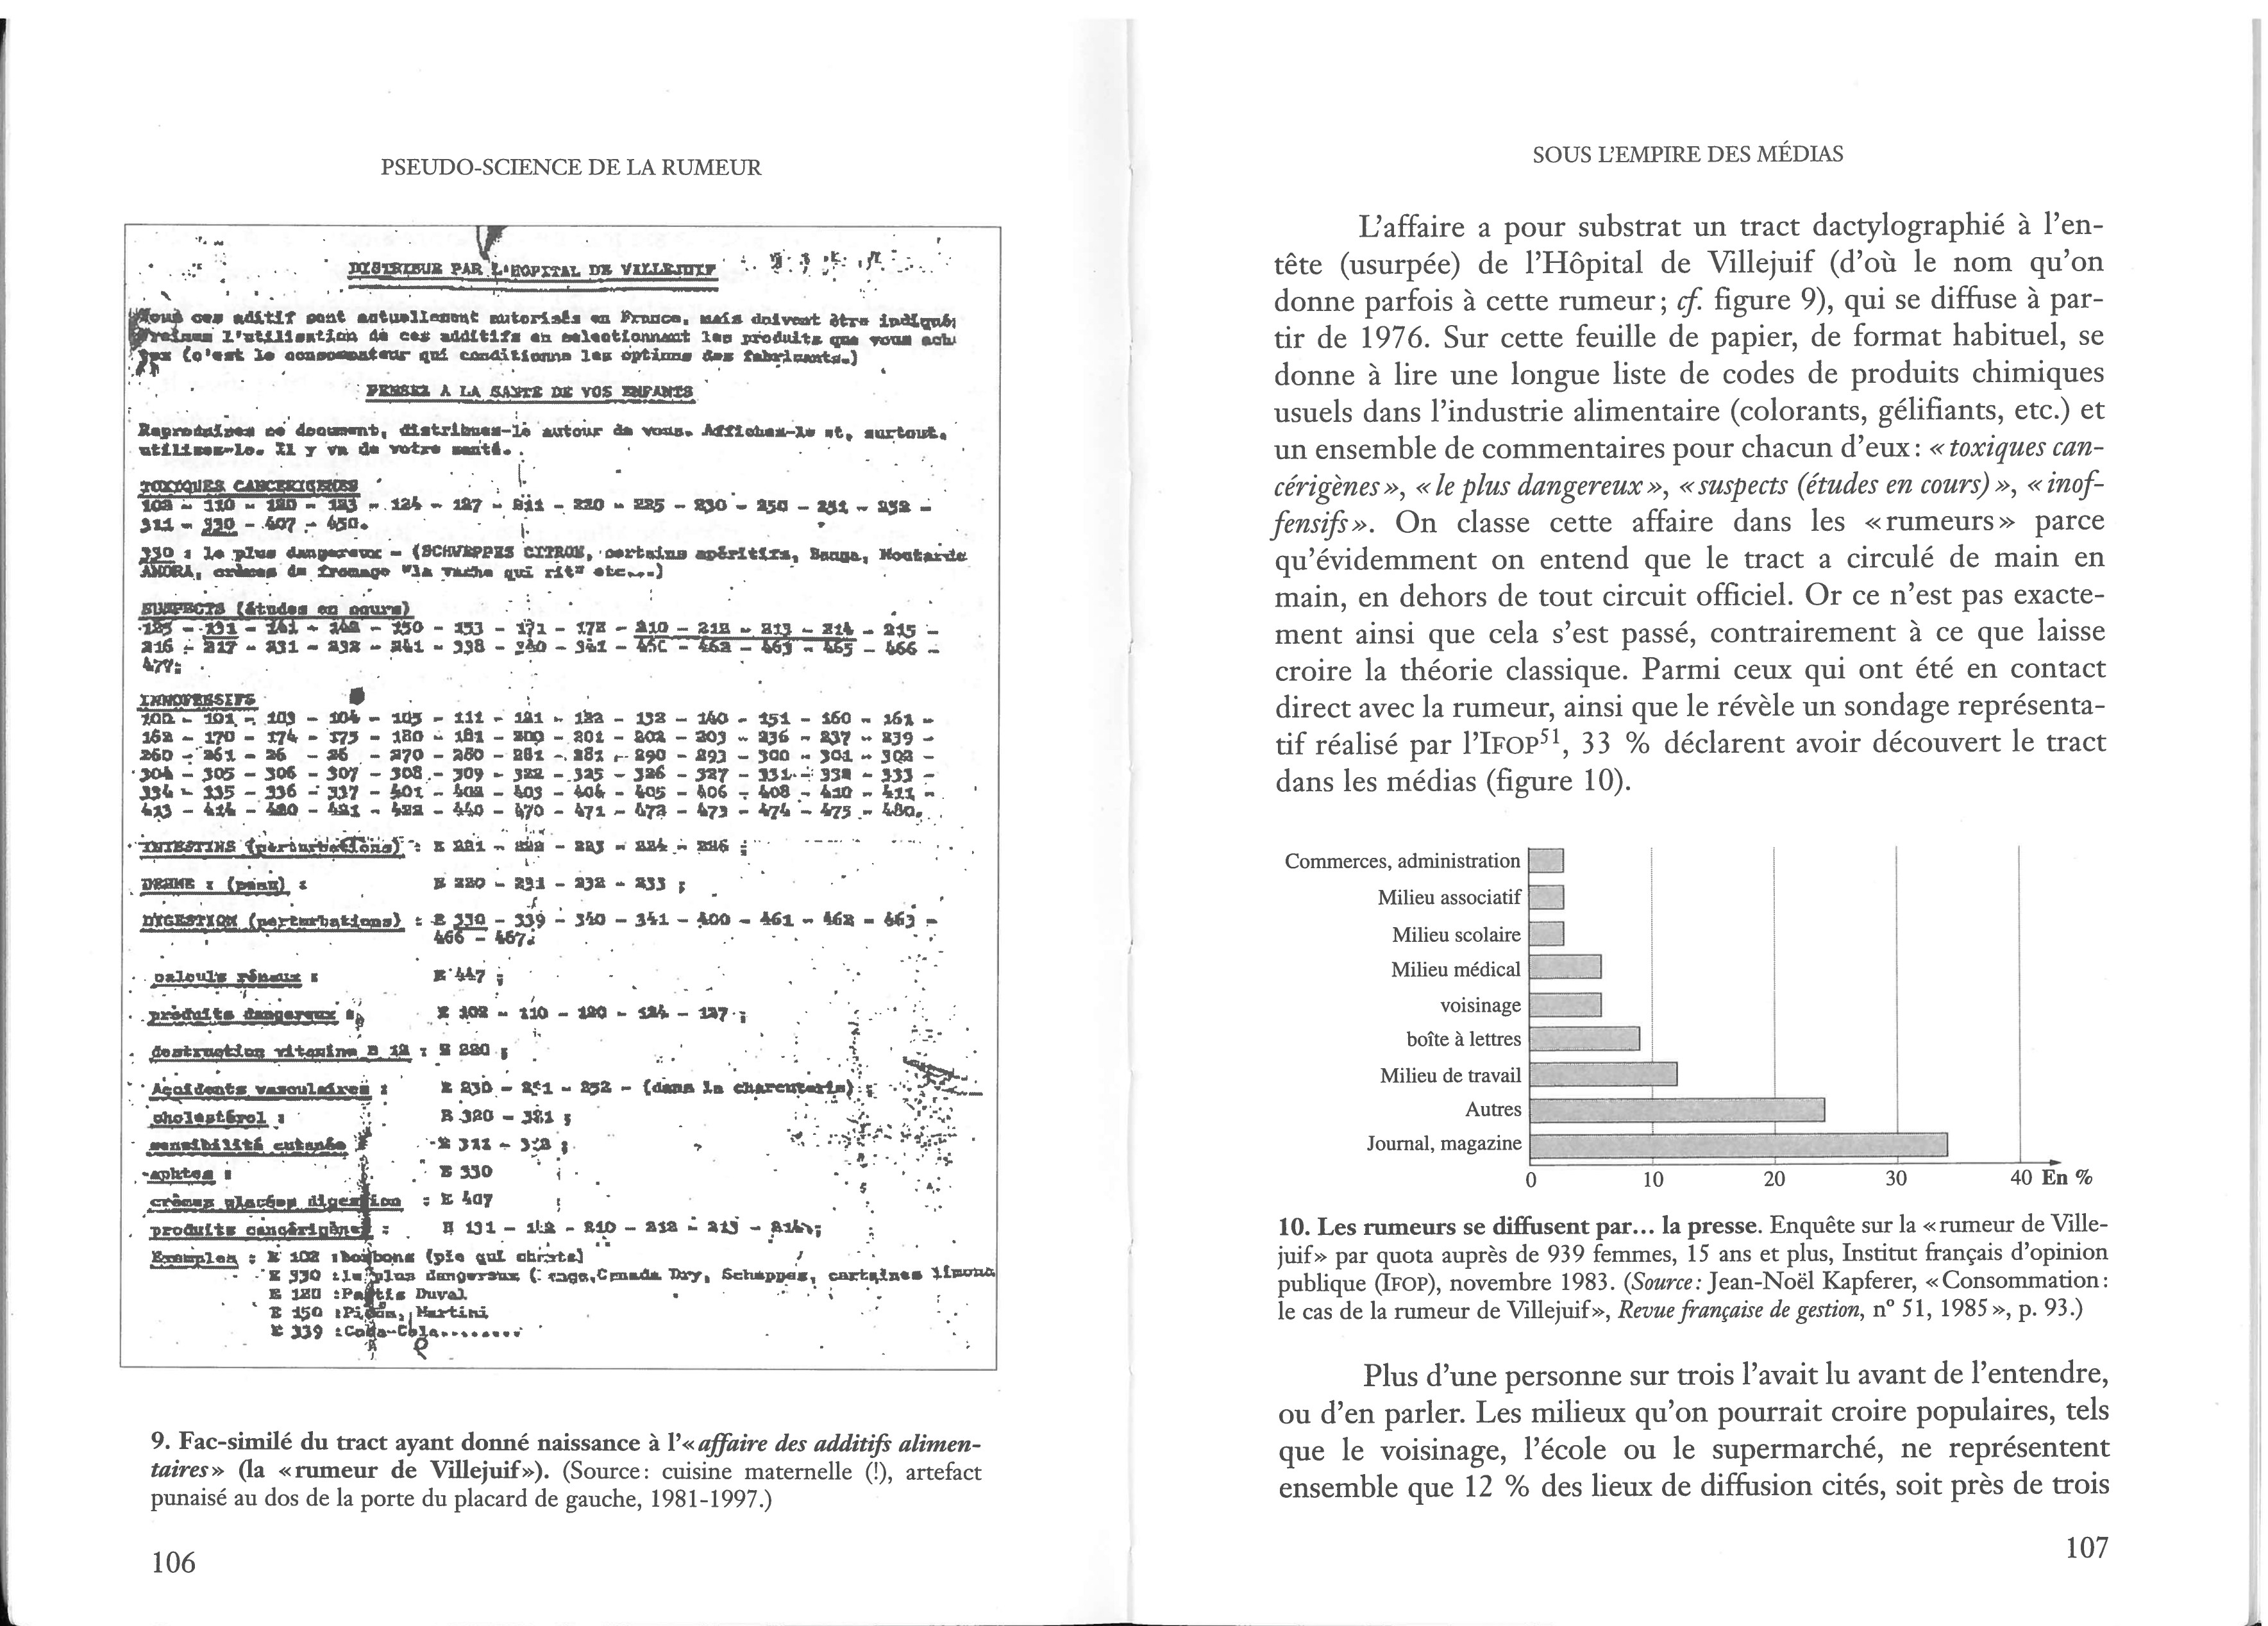 PSEUDO-SCIENCE DE LA RUMEUR
DISTRIBUE PAR L'HOPITAL DE VILLEJUIF
ces aditif sont actuellement autorisés en France, mais doivent être
l'utilisation de ces additifs en selectionnant les produits que vous
(c'est le consommateur qui conditionne les options des fabricants.)
PENSEZ A LA SANTE DE VOS ENFANTS
Reproduisez ce document, distribuez-le autour de vous. Affichez-le et, surtout,
utilisez-le. Il y va de votre santé.
TOXIQUES CANCERIGENES
102 - 110 - 120 - 123 - 124 - 127 - 211 - 220 - 225 - 230 - 250 - 251 - 252 -
311 - 330 - 407 - 450.
330 : le plus dangereux - (SCHWEPPES CITRON, certains apéritifs, Banga, Moutarde
AMORA, crèmes de fromage "la vache qui rit" etc...)
SUSPECTS (études en cours)
125 - 131 - 141 - 142 - 150 - 153 - 171 - 172 - 210 - 212 - 213 - 214 - 215 -
216 - 217 - 231 - 232 - 241 - 338 - 340 - 341 - - 462 - 463 - 465 - 466 -
477:
INNOFENSIFS
100 - 101 - 103 - 104 - 105 - 111 - 121 - 122 - 132 - 140 - 151 - 160 - 161 -
162 - 170 - 174 - 175 - 180 - 181 - 200 - 201 - 202 - 203 - 236 - 237 - 239 -
260 - 261 - 26 - 26 - 270 - 280 - 281 - 281 - 290 - 293 - 300 - 301 - 302 -
304 - 305 - 306 - 307 - 308 - 309 - 322 - 325 - 326 - 327 - 331 - 332 - 333 -
334 - 335 - 336 - 337 - 401 - 402 - 403 - 404 - 405 - 406 - 408 - 410 - 411 -
413 - 414 - 420 - 421 - 422 - 440 - 470 - 471 - 472 - 473 - 474 - 475 - 480.
INTESTINS (perturbations) : E 221 - 222 - 223 - 224 - 226 ;
DERME : (peau) : E 220 - 231 - 232 - 233 ;
DIGESTION (perturbations) : E 330 - 339 - 340 - 341 - 400 - 461 - 462 - 463 -
466 - 467;
calculs rénaux : E 447 ;
produits dangereux : E 102 - 110 - 120 - 124 - 127 ;
destruction vitamine B 12 : E 220 ;
Accidents vasculaires : E 230 - 251 - 252 - (dans la charcuterie) ;
cholestérol : E 320 - 321 ;
sensibilité cutanée E 311 - 312 ;
aphtes : E 330
crèmes glacées digestion : E 407
produits cancérigènes : E 131 - 142 - 210 - 212 - 213 - 214;
Exemples : E 102 : bonbons (pie qui chante)
E 330 : le plus dangereux ( Canada Dry, Schappes, certaines limona
E 120 :Pastis Duval
E 150 : Martini
E 339 :Coca-Cola.........
9. Fac-similé du tract ayant donné naissance à l'« affaire des additifs alimen-
taires» (la «rumeur de Villejuif»). (Source: cuisine maternelle (!), artefact
punaisé au dos de la porte du placard de gauche, 1981-1997.)
106
SOUS L'EMPIRE DES MÉDIAS
L'affaire a pour substrat un tract dactylographié à l'en-
tête (usurpée) de l'Hôpital de Villejuif (d'où le nom qu'on
donne parfois à cette rumeur; cf. figure 9), qui se diffuse à par-
tir de 1976. Sur cette feuille de papier, de format habituel, se
donne à lire une longue liste de codes de produits chimiques
usuels dans l'industrie alimentaire (colorants, gélifiants, etc.) et
un ensemble de commentaires pour chacun d'eux: « toxiques can-
cérigènes», « le plus dangereux», «suspects (études en cours)», « inof-
fensifs». On classe cette affaire dans les «rumeurs» parce
qu'évidemment on entend que le tract a circulé de main en
main, en dehors de tout circuit officiel. Or ce n'est pas exacte-
ment ainsi que cela s'est passé, contrairement à ce que laisse
croire la théorie classique. Parmi ceux qui ont été en contact
direct avec la rumeur, ainsi que le révèle un sondage représenta-
tif réalisé par l'IFOP51, 33 % déclarent avoir découvert le tract
dans les médias (figure 10).
Commerces, administration
Milieu associatif
Milieu scolaire
Milieu médical
voisinage
boîte à lettres
Milieu de travail
Autres
Journal, magazine
0 10 20 30 40 En %
10. Les rumeurs se diffusent par... la presse. Enquête sur la «rumeur de Ville-
juif» par quota auprès de 939 femmes, 15 ans et plus, Institut français d'opinion
publique (IFOP), novembre 1983. (Source: Jean-Noël Kapferer, «Consommation:
le cas de la rumeur de Villejuif», Revue française de gestion, n° 51, 1985», p. 93.)
Plus d'une personne sur trois l'avait lu avant de l'entendre,
ou d'en parler. Les milieux qu'on pourrait croire populaires, tels
que le voisinage, l'école ou le supermarché, ne représentent
ensemble que 12 % des lieux de diffusion cités, soit près de trois
107